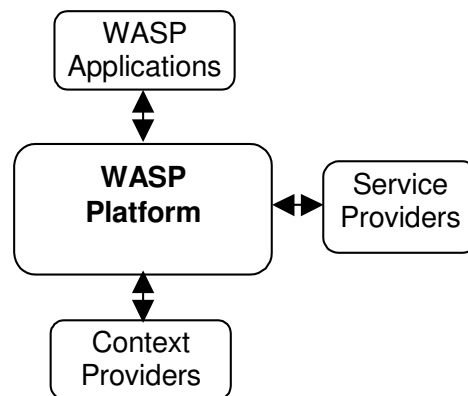 WASP
Applications
WASP
Platform
Service
Providers
Context
Providers